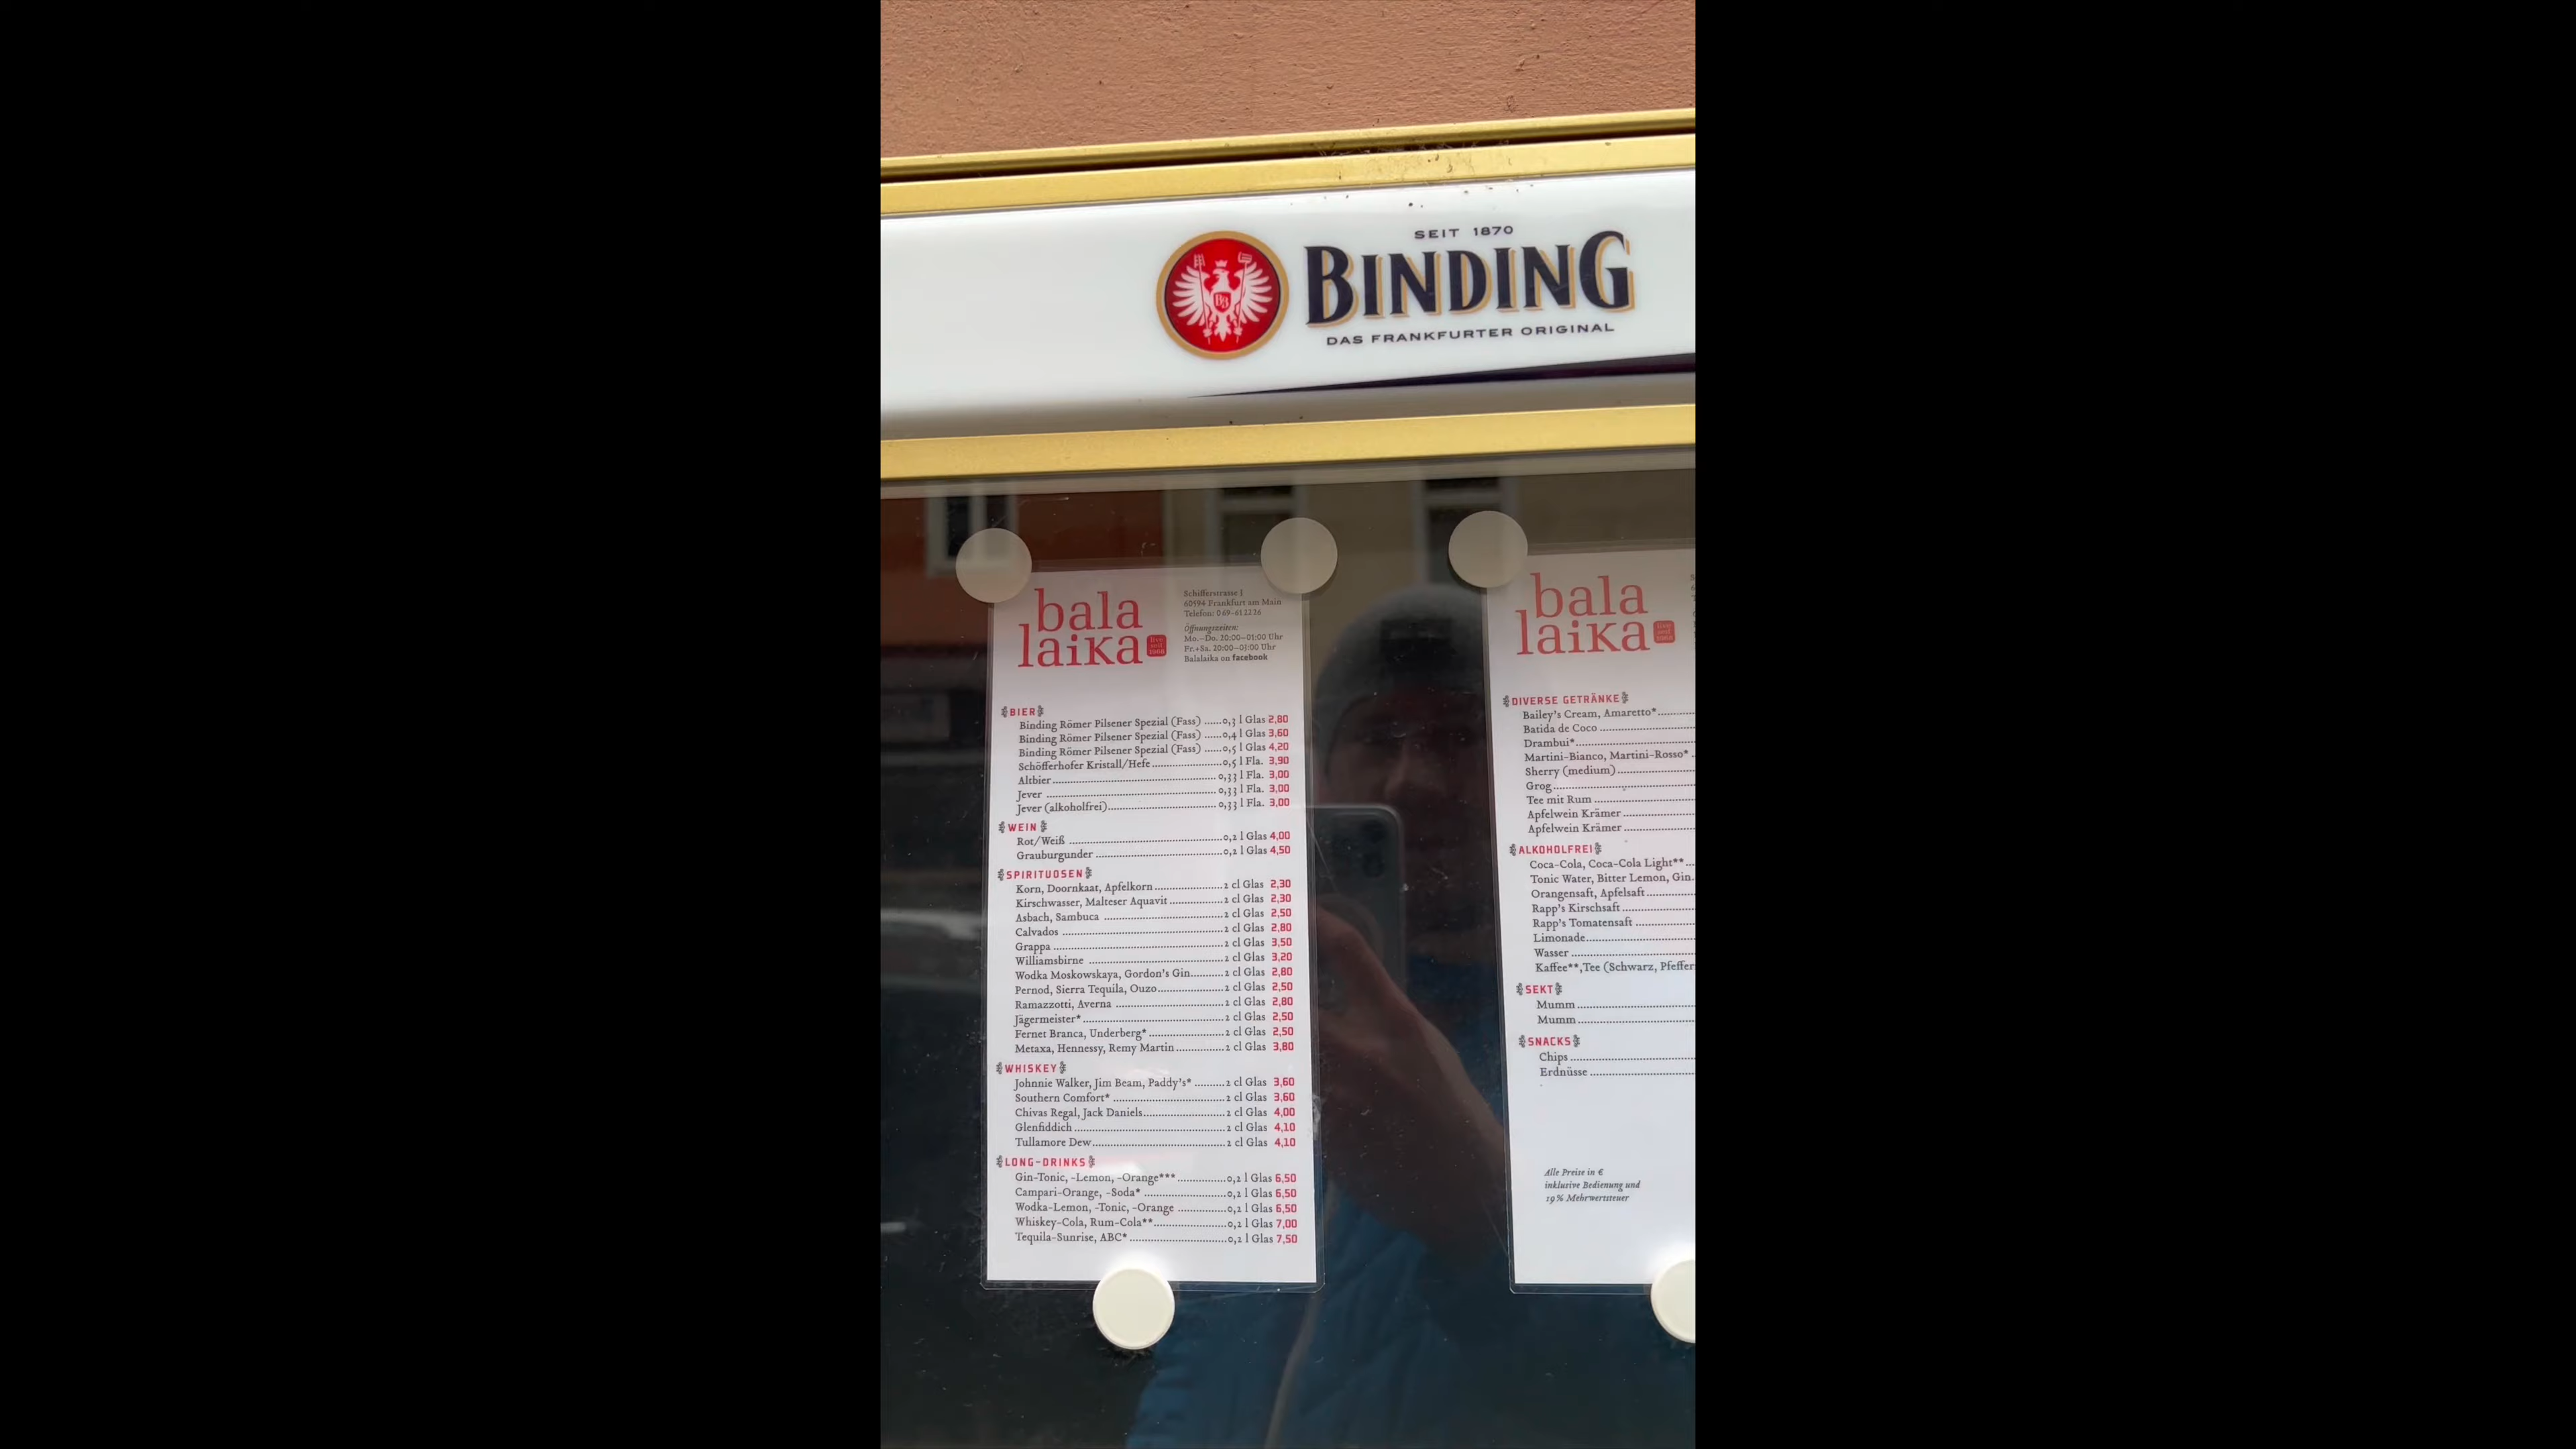 SEIT 1870
BINDING
DAS FRANKFURTER ORIGINAL
bala
laika
Schifferstrasse 3
60594 Frankfurt am Main
Telefon: 069-612226
Öffnungszeiten:
Mo.–Do. 20:00–01:00 Uhr
Fr.+Sa. 20:00–03:00 Uhr
Balalaika on facebook
BIER
Binding Römer Pilsener Spezial (Fass) ......0,3 l Glas 2,80
Binding Römer Pilsener Spezial (Fass) ......0,4 l Glas 3,60
Binding Römer Pilsener Spezial (Fass) ......0,5 l Glas 4,20
Schöfferhofer Kristall/Hefe ......0,5 l Fla. 3,90
Altbier ...... 0,33 l Fla. 3,00
Jever ...... 0,33 l Fla. 3,00
Jever (alkoholfrei) ...... 0,33 l Fla. 3,00
WEIN
Rot/Weiß ......0,2 l Glas 4,00
Grauburgunder ......0,2 l Glas 4,50
SPIRITUOSEN
Korn, Doornkaat, Apfelkorn ......2 cl Glas 2,30
Kirschwasser, Malteser Aquavit ......2 cl Glas 2,30
Asbach, Sambuca ......2 cl Glas 2,50
Calvados ......2 cl Glas 2,80
Grappa ......2 cl Glas 3,50
Williamsbirne ......2 cl Glas 3,20
Wodka Moskowskaya, Gordon's Gin......2 cl Glas 2,80
Pernod, Sierra Tequila, Ouzo ......2 cl Glas 2,50
Ramazzotti, Averna ......2 cl Glas 2,80
Jägermeister* ......2 cl Glas 2,50
Fernet Branca, Underberg* ......2 cl Glas 2,50
Metaxa, Hennessy, Remy Martin ......2 cl Glas 3,80
WHISKEY
Johnnie Walker, Jim Beam, Paddy's* ......2 cl Glas 3,60
Southern Comfort* ......2 cl Glas 3,60
Chivas Regal, Jack Daniels......2 cl Glas 4,00
Glenfiddich ......2 cl Glas 4,10
Tullamore Dew......2 cl Glas 4,10
LONG-DRINKS
Gin-Tonic, -Lemon, -Orange*** ......0,2 l Glas 6,50
Campari-Orange, -Soda* ......0,2 l Glas 6,50
Wodka-Lemon, -Tonic, -Orange ......0,2 l Glas 6,50
Whiskey-Cola, Rum-Cola**......0,2 l Glas 7,00
Tequila-Sunrise, ABC* ......0,2 l Glas 7,50
bala
laika
DIVERSE GETRÄNKE
Bailey's Cream, Amaretto*
Batida de Coco
Drambui*
Martini-Bianco, Martini-Rosso*
Sherry (medium)
Grog
Tee mit Rum
Apfelwein Krämer
Apfelwein Krämer
ALKOHOLFREI
Coca-Cola, Coca-Cola Light**
Tonic Water, Bitter Lemon, Gin.
Orangensaft, Apfelsaft
Rapp's Kirschsaft
Rapp's Tomatensaft
Limonade
Wasser
Kaffee**,Tee (Schwarz, Pfeffer
SEKT
Mumm
Mumm
SNACKS
Chips
Erdnüsse
Alle Preise in €
inklusive Bedienung und
19% Mehrwertsteuer